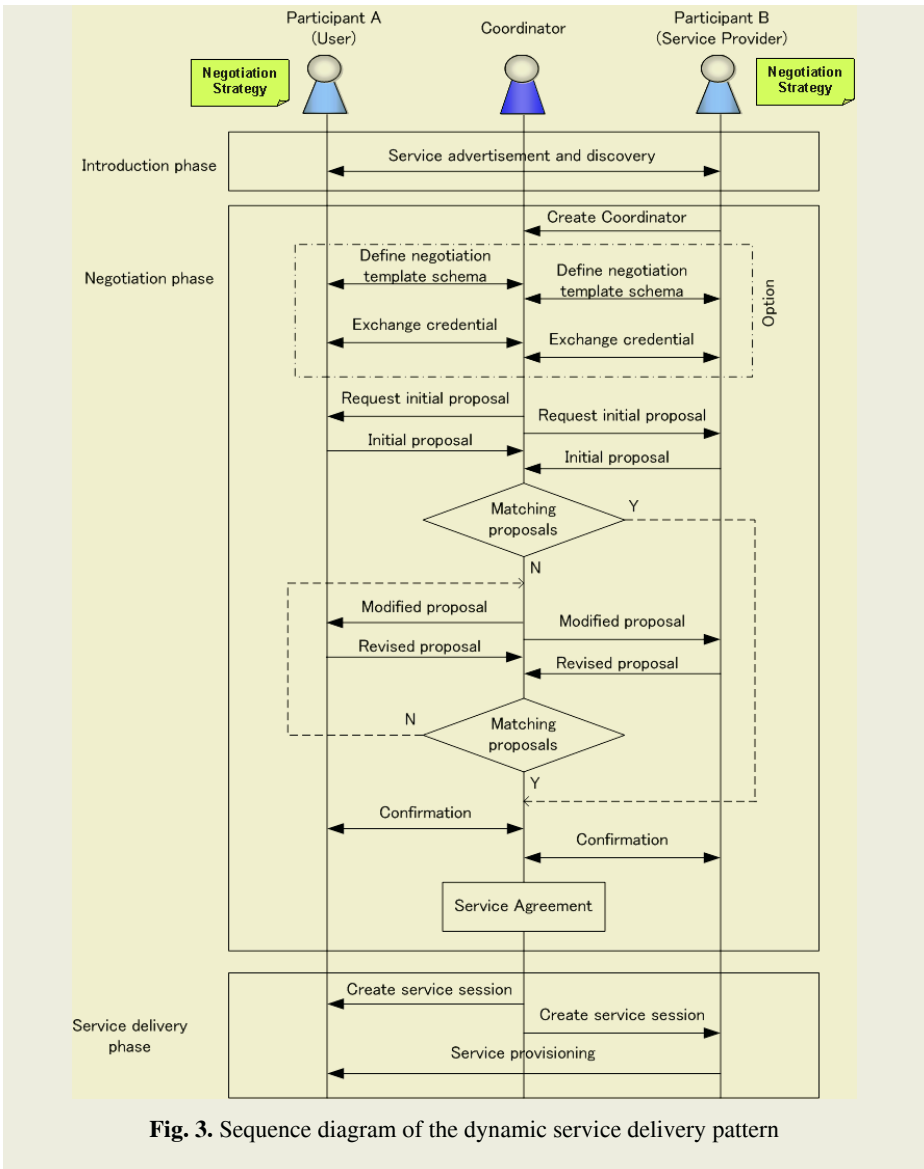 Participant A
(User)
Coordinator
Participant B
(Service Provider)
Negotiation
Strategy
Negotiation
Strategy
Introduction phase
Service advertisement and discovery
Negotiation phase
Create Coordinator
Define negotiation
template schema
Define negotiation
template schema
Option
Exchange credential
Exchange credential
Request initial proposal
Request initial proposal
Initial proposal
Initial proposal
Matching
proposals
Y
N
Modified proposal
Modified proposal
Revised proposal
Revised proposal
N
Matching
proposals
Y
Confirmation
Confirmation
Service Agreement
Service delivery
phase
Create service session
Create service session
Service provisioning
Fig. 3. Sequence diagram of the dynamic service delivery pattern